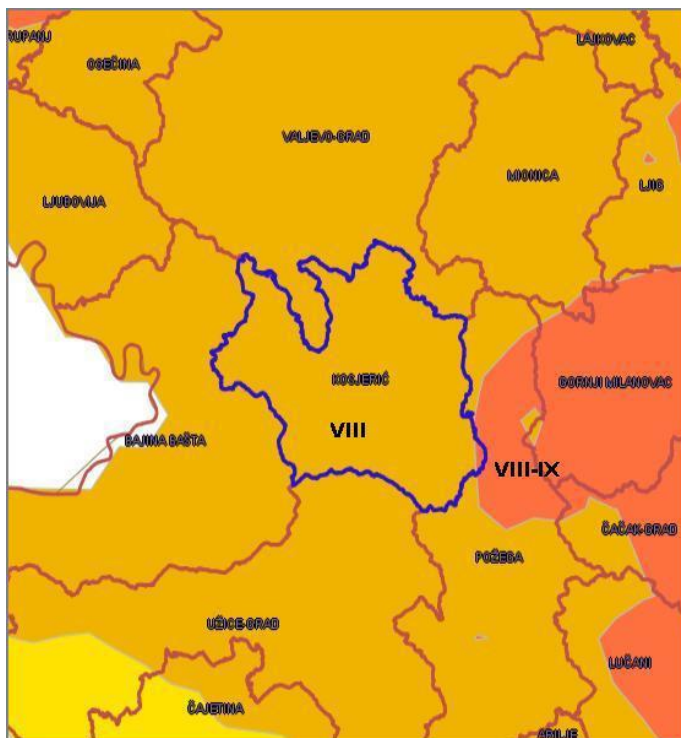 RUPANJ
OSEČINA
LAJKOVAC
VALJEVO-GRAD
MIONICA
LJIG
LJUBOVIJA
KOSJERIĆ
GORNJI MILANOVAC
VIII
BAJINA BAŠTA
VIII-IX
ČAČAK-GRAD
POŽEGA
UŽICE-GRAD
LUČANI
ČAJETINA
ARILJE